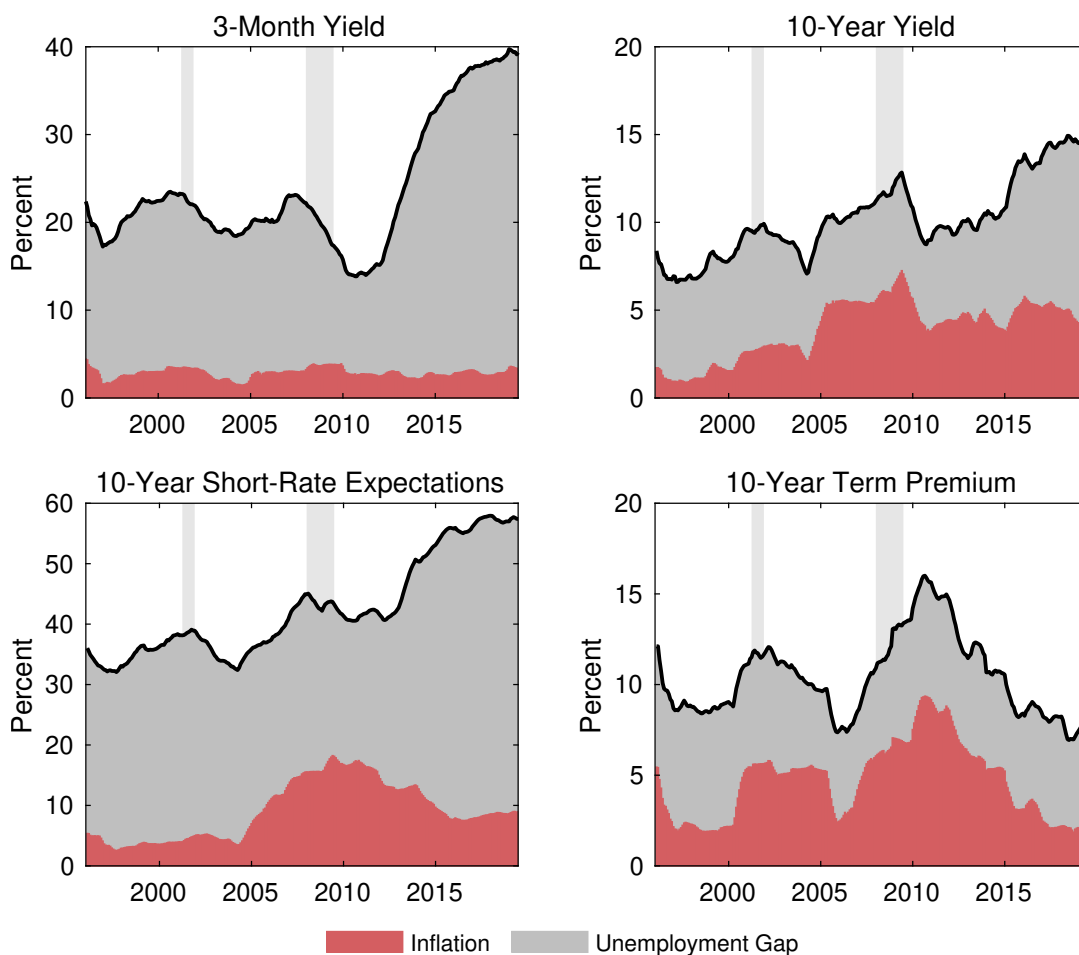 3-Month Yield
Percent
40
30
20
10
0
2000 2005 2010 2015
10-Year Yield
Percent
20
15
10
5
0
2000 2005 2010 2015
10-Year Short-Rate Expectations
Percent
60
50
40
30
20
10
0
2000 2005 2010 2015
10-Year Term Premium
Percent
20
15
10
5
0
2000 2005 2010 2015
Inflation Unemployment Gap